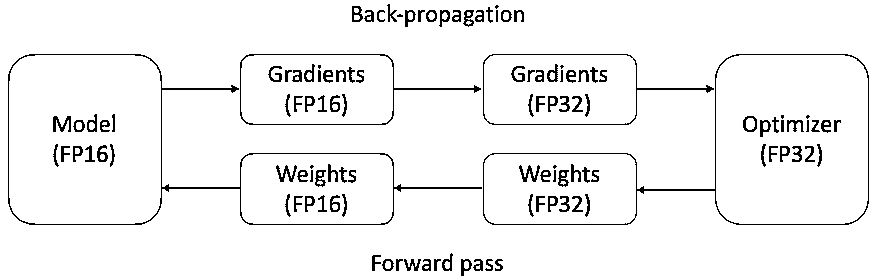 Back-propagation
Model
(FP16)
Gradients
(FP16)
Gradients
(FP32)
Optimizer
(FP32)
Weights
(FP16)
Weights
(FP32)
Forward pass